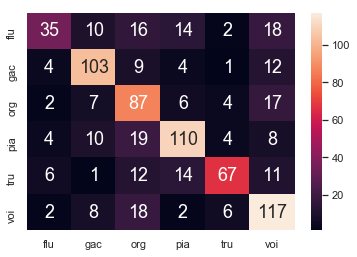 flu 35 10 16 14 2 18
gac 4 103 9 4 1 12
org 2 7 87 6 4 17
pia 4 10 19 110 4 8
tru 6 1 12 14 67 11
voi 2 8 18 2 6 117
flu gac org pia tru voi
100
80
60
40
20